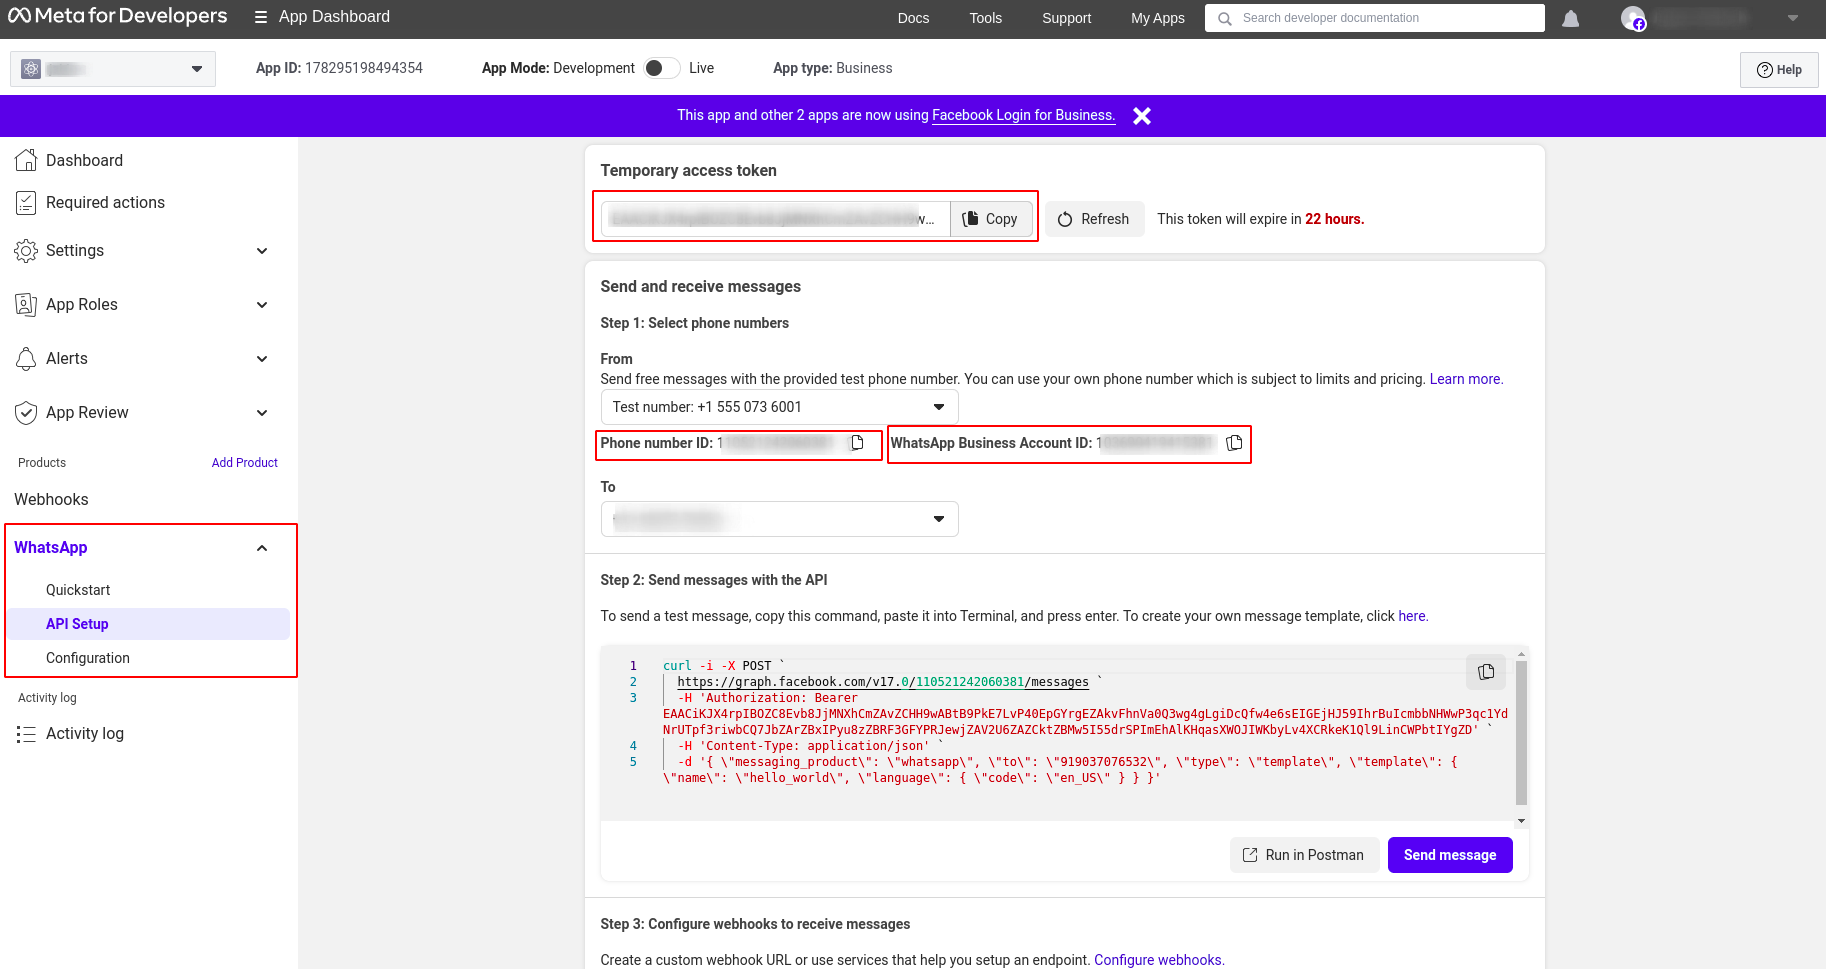 Meta for Developers
App Dashboard
Docs
Tools
Support
My Apps
Search developer documentation
App ID: 178295198494354
App Mode: Development
Live
App type: Business
Help
This app and other 2 apps are now using Facebook Login for Business.
Dashboard
Required actions
Settings
App Roles
Alerts
App Review
Products
Add Product
Webhooks
WhatsApp
Quickstart
API Setup
Configuration
Activity log
Activity log
Temporary access token
w...
Copy
Refresh
This token will expire in 22 hours.
Send and receive messages
Step 1: Select phone numbers
From
Send free messages with the provided test phone number. You can use your own phone number which is subject to limits and pricing. Learn more.
Test number: +1 555 073 6001
Phone number ID: 1
WhatsApp Business Account ID: 1
To
Step 2: Send messages with the API
To send a test message, copy this command, paste it into Terminal, and press enter. To create your own message template, click here.
1 curl -i -X POST `
2 https://graph.facebook.com/v17.0/110521242060381/messages `
3 -H 'Authorization: Bearer
EAACiKJX4rpIBOZC8Evb8JjMNXhCmZAvZCHH9wABtB9PkE7LvP40EpGYrgEZAkvFhnVa0Q3wg4gLgiDcQfw4e6sEIGEjHJ59IhrBuIcmbbNHWwP3qc1Yd
NrUTpf3riwbCQ7JbZArZBxIPyu8zZBRF3GFYPRJewjZAV2U6ZAZCktZBMw5I55drSPImEhAlKHqasXWOJIWKbyLv4XCRkeK1Ql9LinCWPbtIYgZD' `
4 -H 'Content-Type: application/json' `
5 -d '{ \"messaging_product\": \"whatsapp\", \"to\": \"919037076532\", \"type\": \"template\", \"template\": {
\"name\": \"hello_world\", \"language\": { \"code\": \"en_US\" } } }'
Run in Postman
Send message
Step 3: Configure webhooks to receive messages
Create a custom webhook URL or use services that help you setup an endpoint. Configure webhooks.